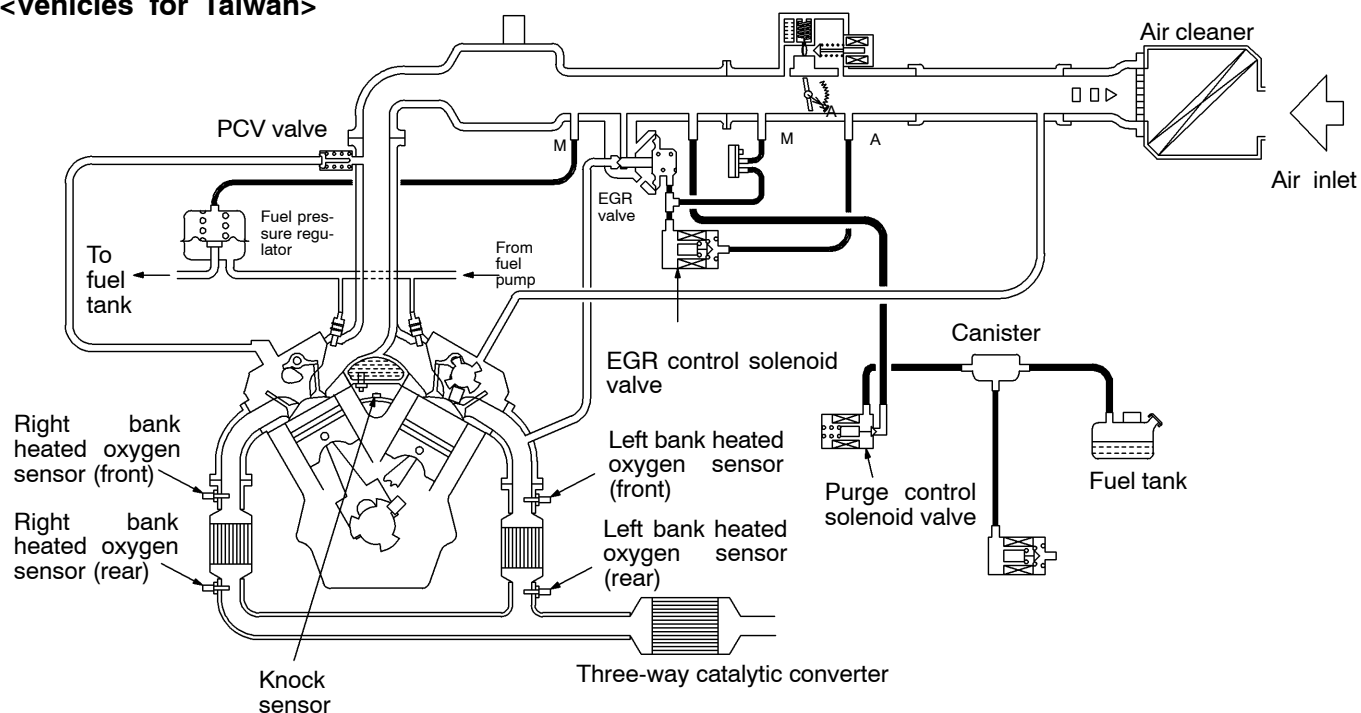 <Vehicles for Taiwan>
Air cleaner
Air inlet
PCV valve
M
M
A
A
EGR
valve
Fuel pres-
sure regu-
lator
To
fuel
tank
From
fuel
pump
EGR control solenoid
valve
Canister
Fuel tank
Purge control
solenoid valve
Right bank
heated oxygen
sensor (front)
Right bank
heated oxygen
sensor (rear)
Left bank heated
oxygen sensor
(front)
Left bank heated
oxygen sensor
(rear)
Knock
sensor
Three-way catalytic converter